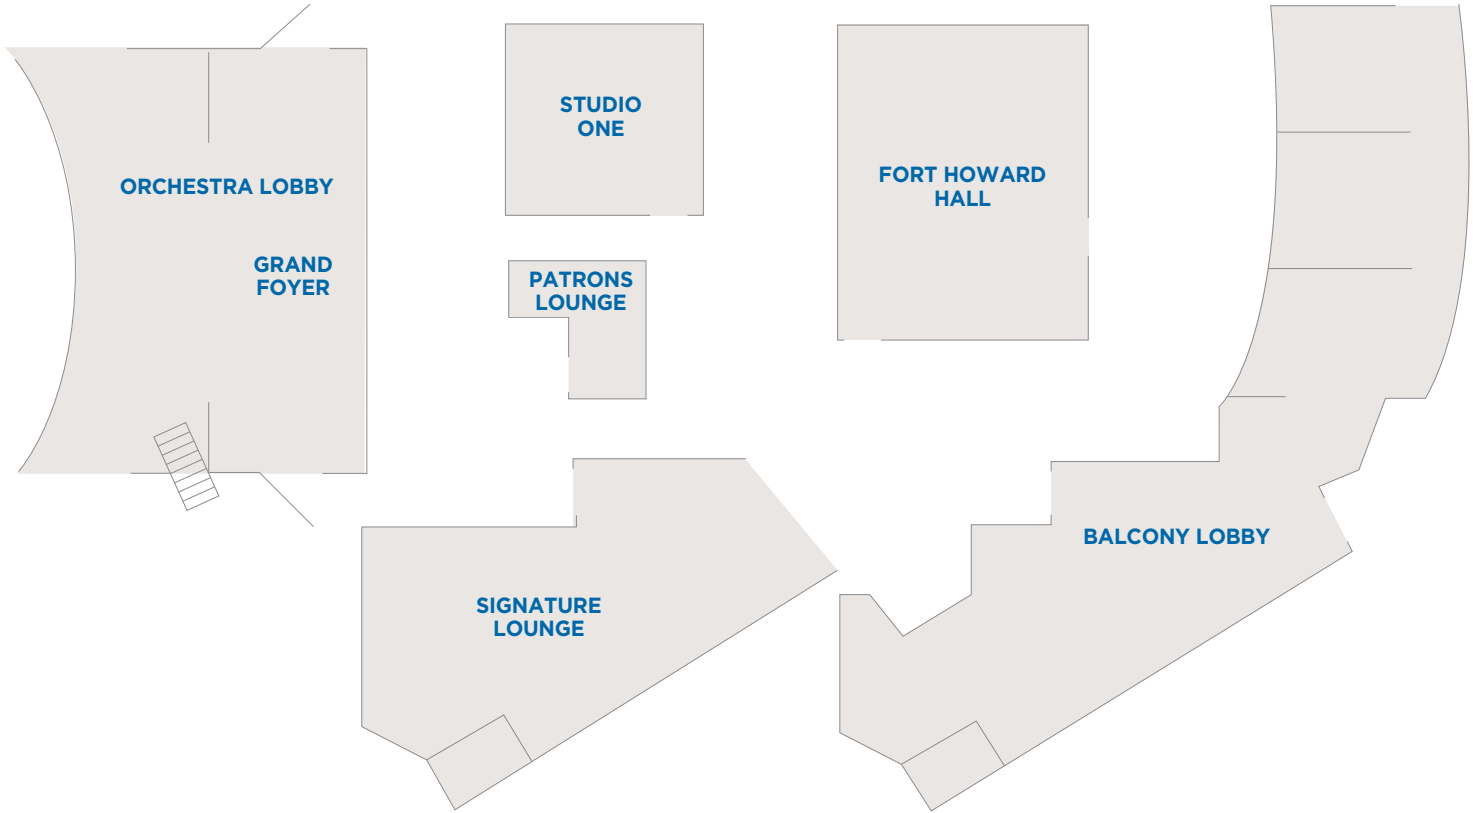 STUDIO
ONE
ORCHESTRA LOBBY
FORT HOWARD
HALL
GRAND
FOYER
PATRONS
LOUNGE
BALCONY LOBBY
SIGNATURE
LOUNGE